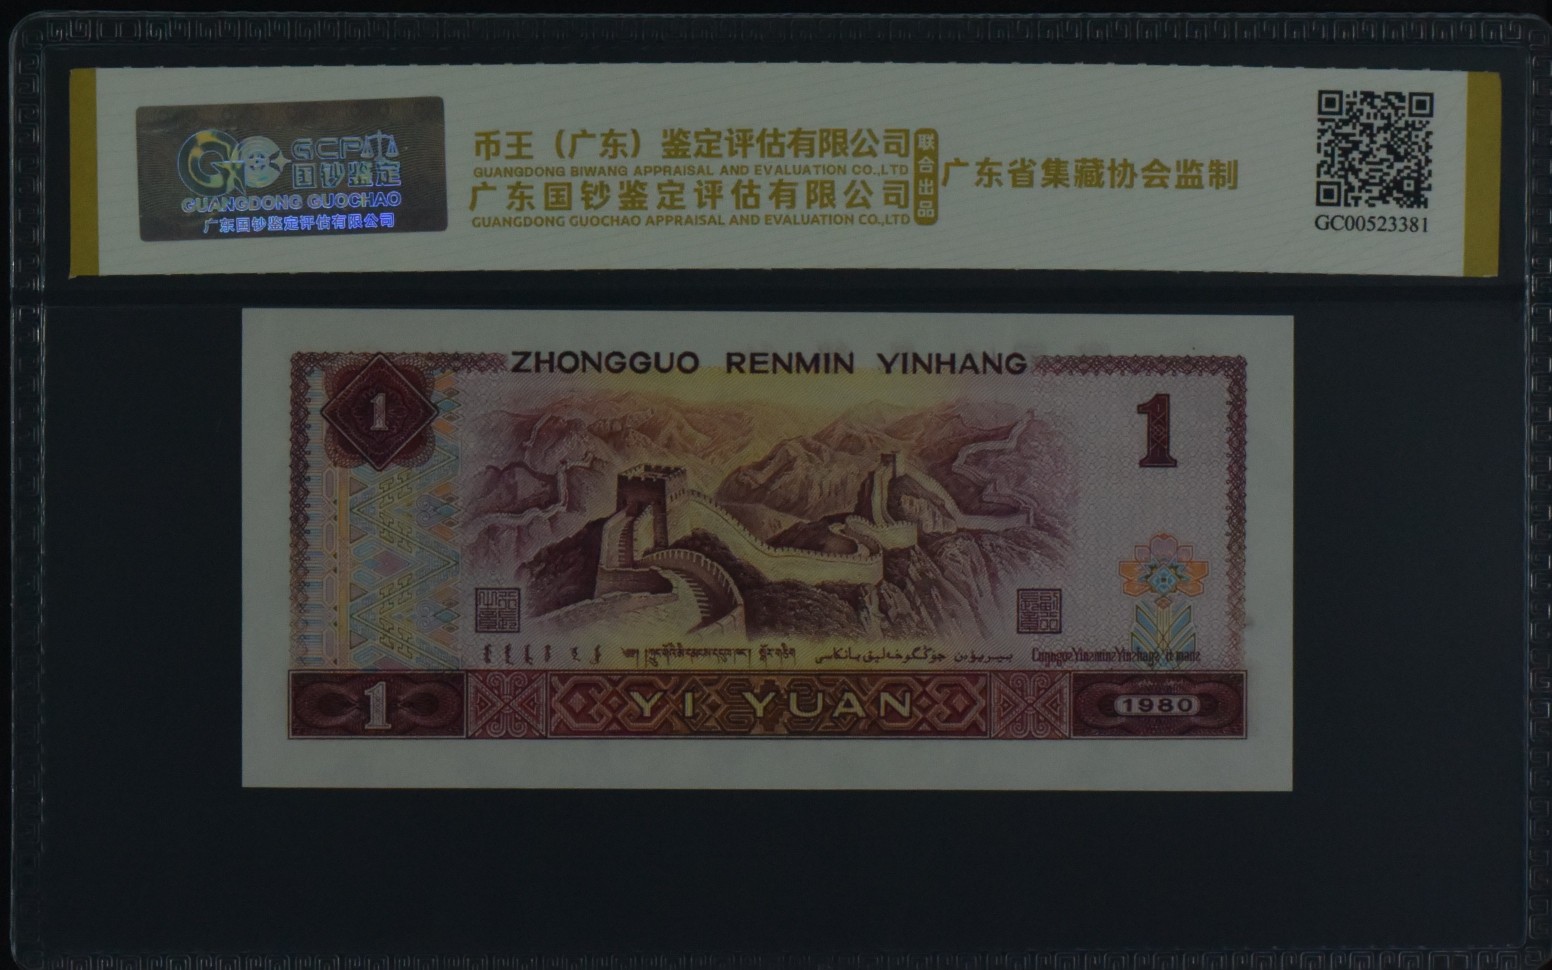 GCP
国钞鉴定
GUANGDONG GUOCHAO
广东国钞鉴定评估有限公司
币王（广东）鉴定评估有限公司
GUANGDONG BIWANG APPRAISAL AND EVALUATION CO.,LTD
广东国钞鉴定评估有限公司
GUANGDONG GUOCHAO APPRAISAL AND EVALUATION CO.,LTD
联合出品
广东省集藏协会监制
GC00523381
ZHONGGUO RENMIN YINHANG
1
1
1
YI YUAN
1980